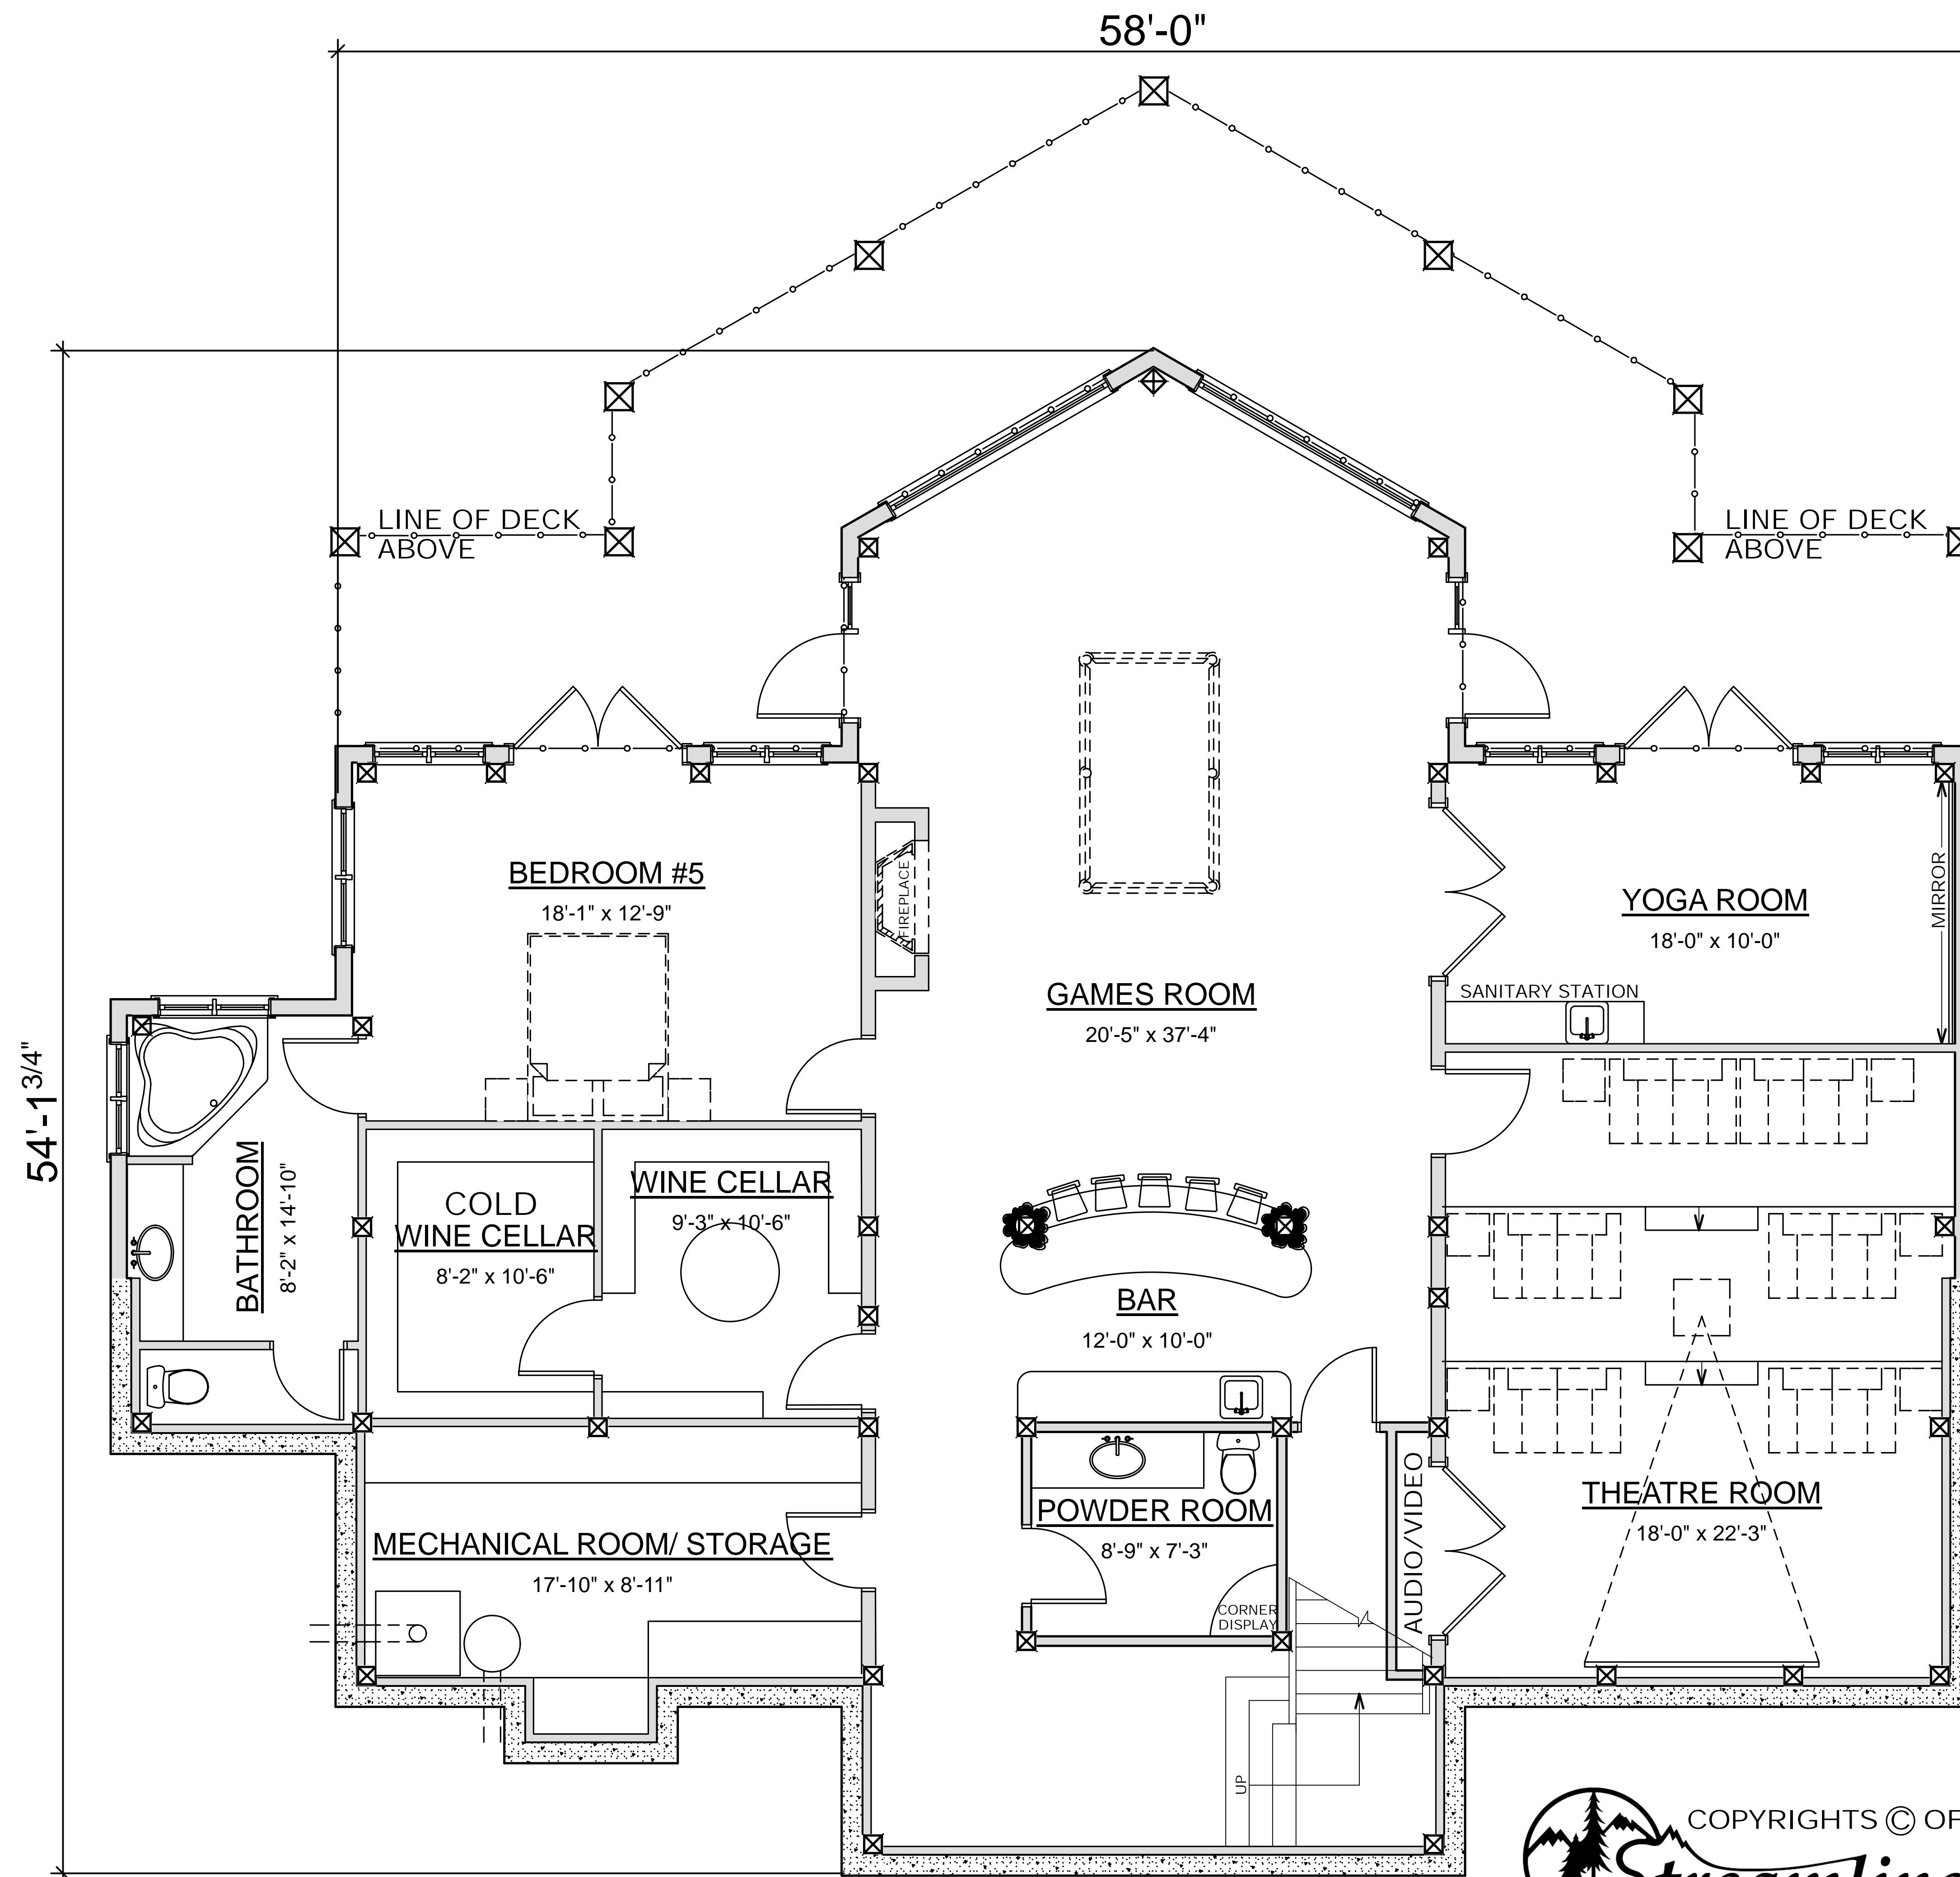 58'-0"
LINE OF DECK
ABOVE
LINE OF DECK
ABOVE
54'-1 3/4"
BEDROOM #5
18'-1" x 12'-9"
FIREPLACE
GAMES ROOM
20'-5" x 37'-4"
YOGA ROOM
18'-0" x 10'-0"
MIRROR
SANITARY STATION
BATHROOM
8'-2" x 14'-10"
COLD
WINE CELLAR
8'-2" x 10'-6"
WINE CELLAR
9'-3" x 10'-6"
BAR
12'-0" x 10'-0"
MECHANICAL ROOM/ STORAGE
17'-10" x 8'-11"
POWDER ROOM
8'-9" x 7'-3"
CORNER
DISPLAY
AUDIO/VIDEO
THEATRE ROOM
18'-0" x 22'-3"
UP
COPYRIGHTS © OF
Streamline